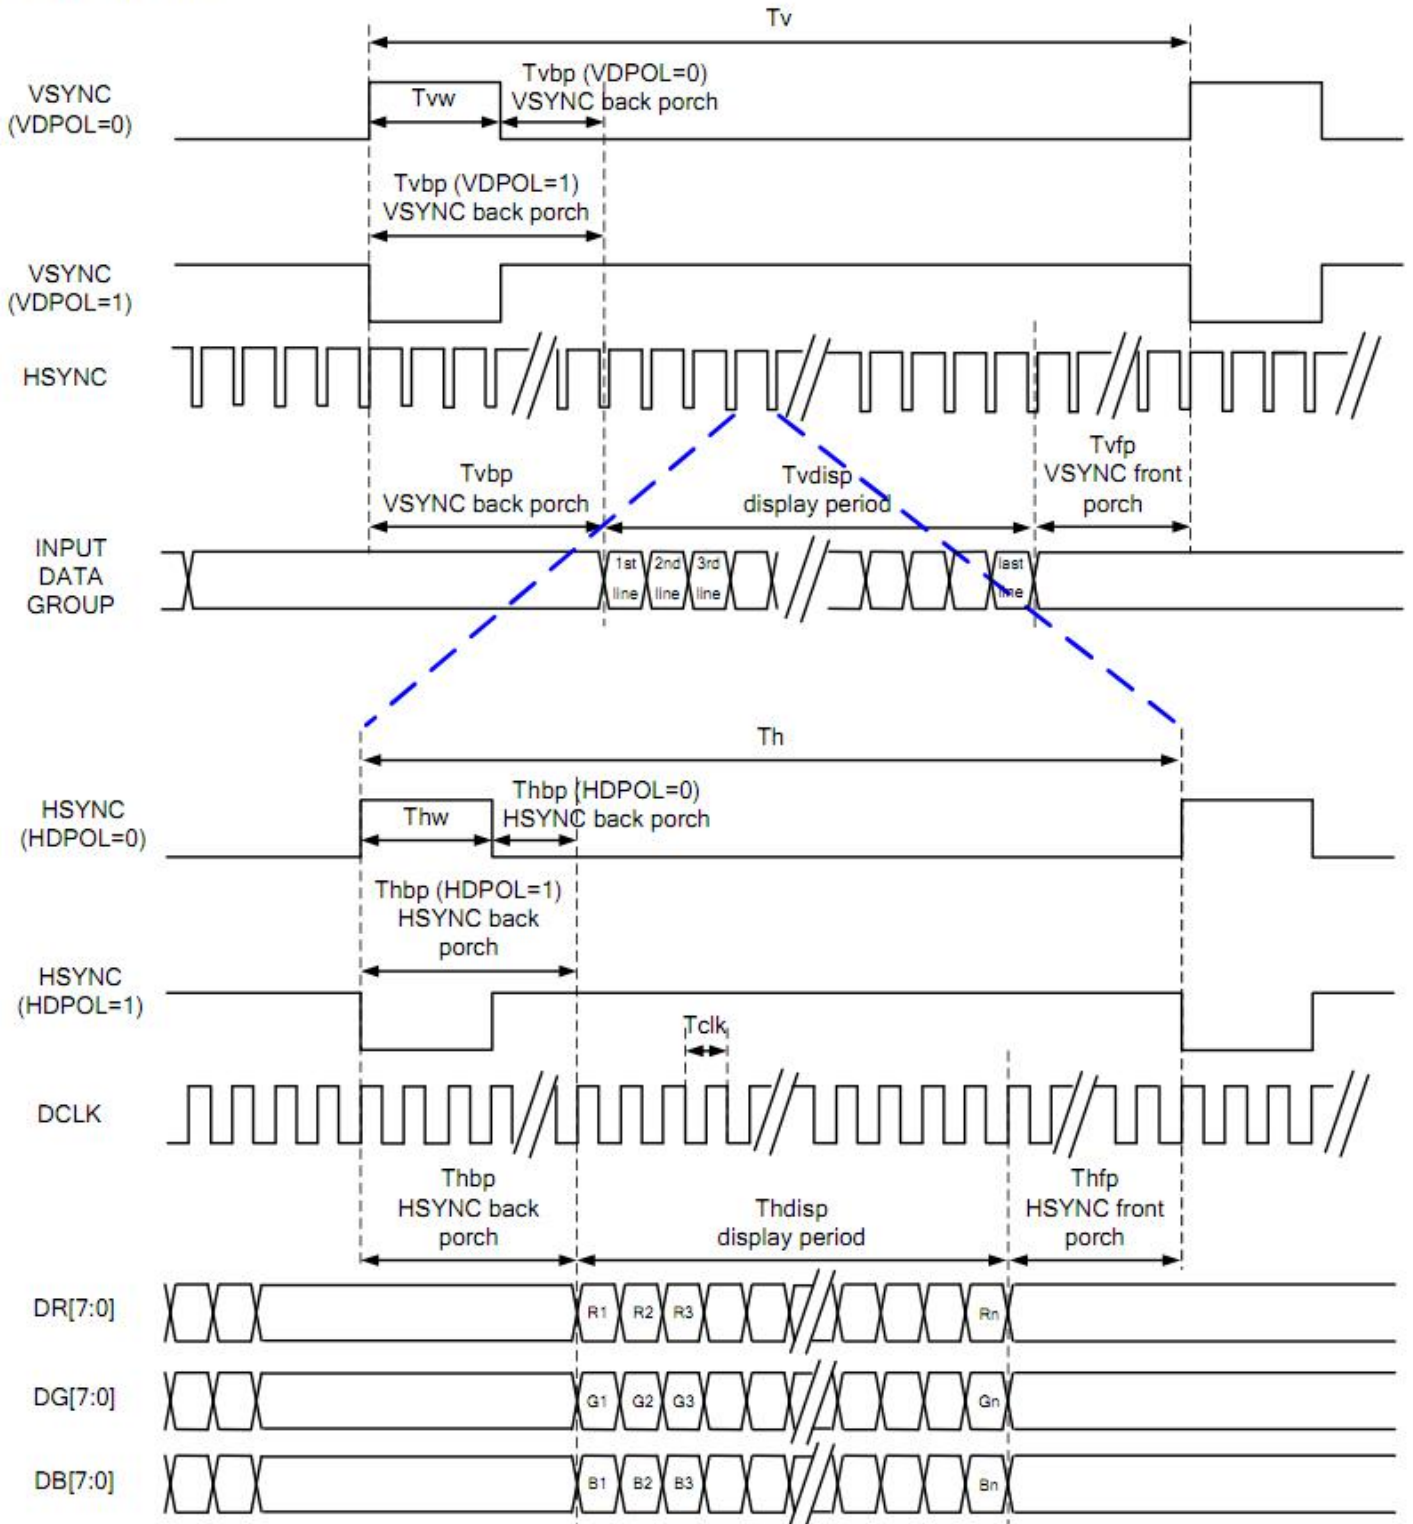 Tv
VSYNC
(VDPOL=0)
Tvw
Tvbp (VDPOL=0)
VSYNC back porch
Tvbp (VDPOL=1)
VSYNC back porch
VSYNC
(VDPOL=1)
HSYNC
Tvbp
VSYNC back porch
Tvdisp
display period
Tvfp
VSYNC front
porch
INPUT
DATA
GROUP
1st
line
2nd
line
3rd
line
last
line
Th
HSYNC
(HDPOL=0)
Thw
Thbp (HDPOL=0)
HSYNC back porch
Thbp (HDPOL=1)
HSYNC back
porch
HSYNC
(HDPOL=1)
Tclk
DCLK
Thbp
HSYNC back
porch
Thdisp
display period
Thfp
HSYNC front
porch
DR[7:0]
R1 R2 R3 Rn
DG[7:0]
G1 G2 G3 Gn
DB[7:0]
B1 B2 B3 Bn